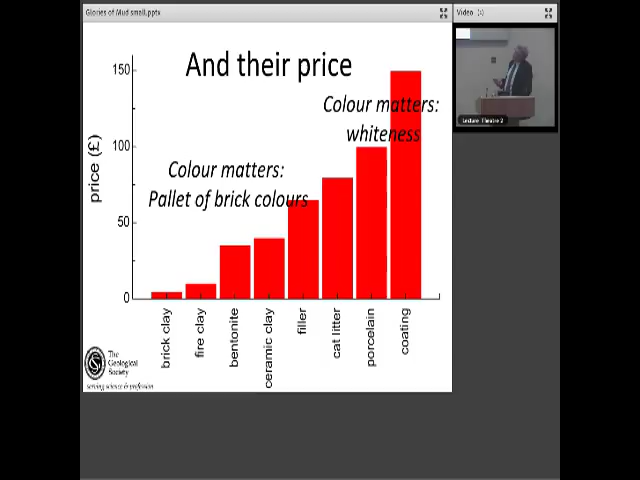 Glories of Mud small.pptx
Video (1)
And their price
Colour matters:
whiteness
Colour matters:
Pallet of brick colours
price (£)
150
100
50
0
brick clay
fire clay
bentonite
ceramic clay
filler
cat litter
porcelain
coating
The
Geological
Society
serving science & profession
Lecture Theatre 2